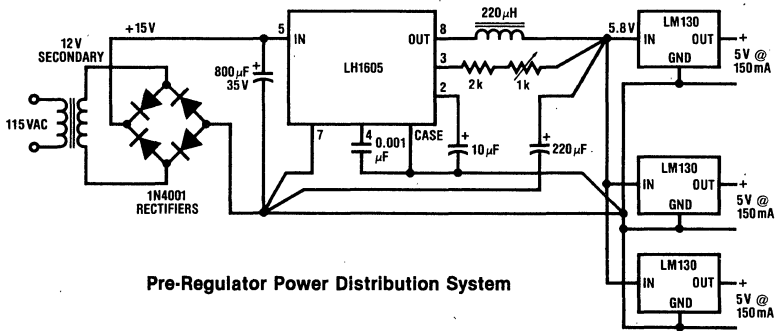 +15V
5
IN
OUT
LH1605
8
220μH
5.8V
LM130
IN
OUT
GND
+
5V @
150mA
12V
SECONDARY
800μF
35V
+
3
2k
1k
2
115VAC
7
4
CASE
0.001
μF
+
10μF
+
220μF
1N4001
RECTIFIERS
LM130
IN
OUT
GND
+
5V @
150mA
LM130
IN
OUT
GND
+
5V @
150mA
Pre-Regulator Power Distribution System